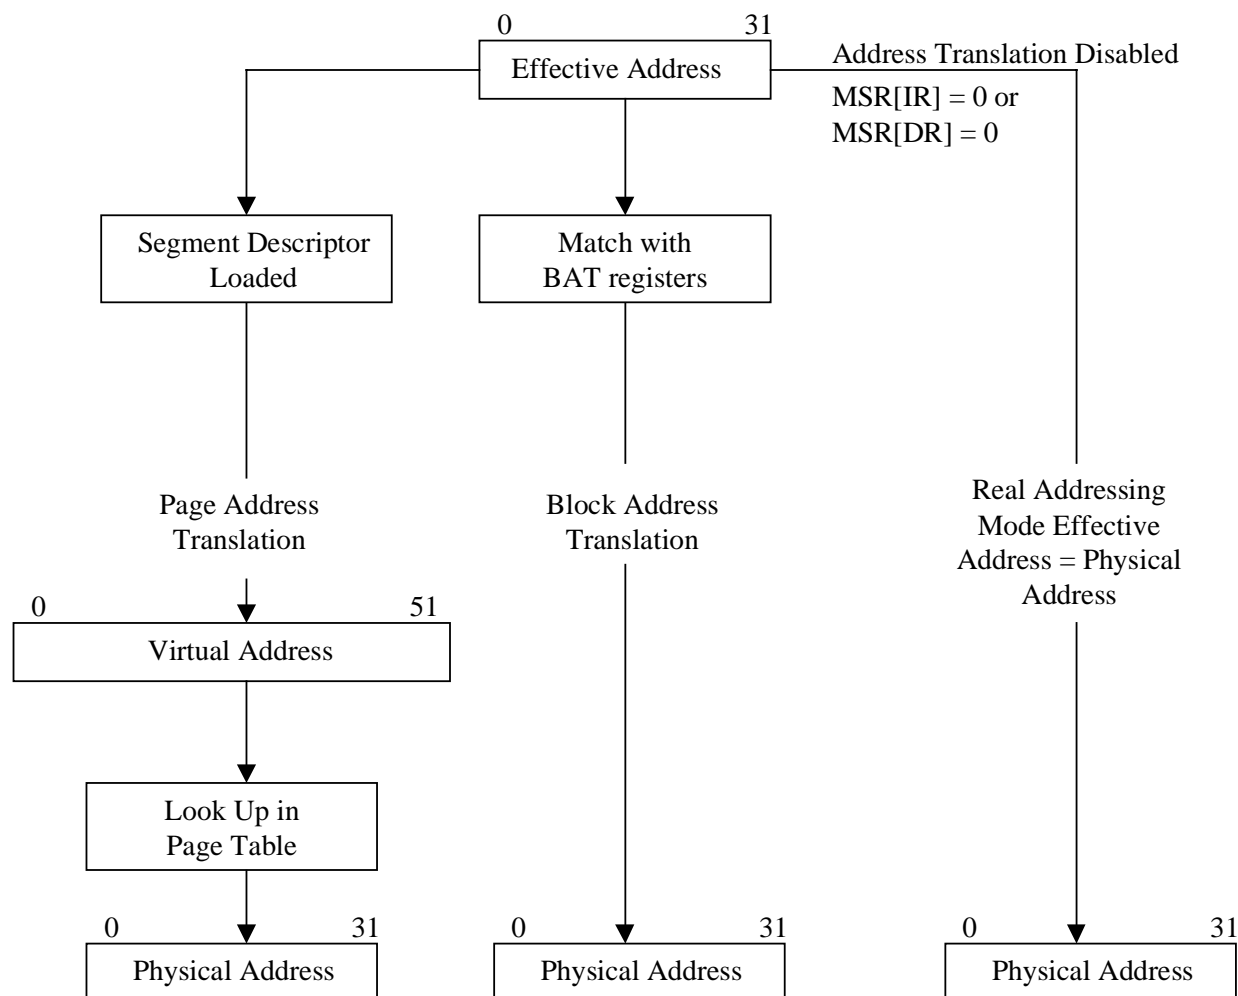 0 31
Effective Address
Address Translation Disabled
MSR[IR] = 0 or
MSR[DR] = 0
Segment Descriptor
Loaded
Match with
BAT registers
Page Address
Translation
Block Address
Translation
Real Addressing
Mode Effective
Address = Physical
Address
0 51
Virtual Address
Look Up in
Page Table
0 31
Physical Address
0 31
Physical Address
0 31
Physical Address